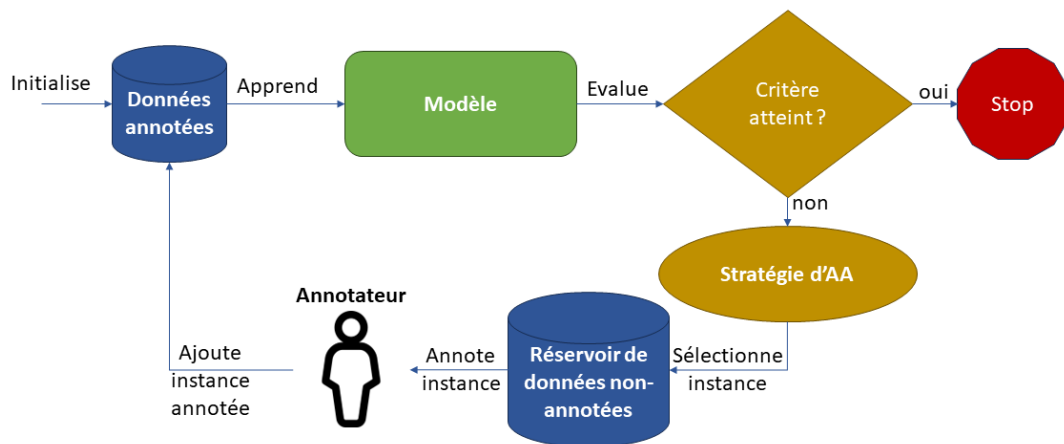 Initialise
Données
annotées
Apprend
Modèle
Evalue
Critère
atteint ?
oui
Stop
non
Stratégie d'AA
Sélectionne
instance
Réservoir de
données non-
annotées
Annote
instance
Annotateur
Ajoute
instance
annotée